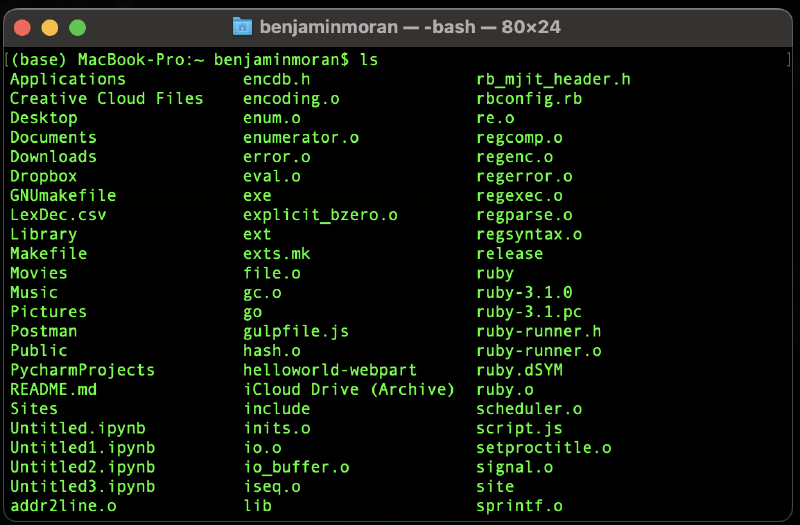 benjaminmoran — -bash — 80×24
[(base) MacBook-Pro:~ benjaminmoran$ ls ]
Applications encdb.h rb_mjit_header.h
Creative Cloud Files encoding.o rbconfig.rb
Desktop enum.o re.o
Documents enumerator.o regcomp.o
Downloads error.o regenc.o
Dropbox eval.o regerror.o
GNUmakefile exe regexec.o
LexDec.csv explicit_bzero.o regparse.o
Library ext regsyntax.o
Makefile exts.mk release
Movies file.o ruby
Music gc.o ruby-3.1.0
Pictures go ruby-3.1.pc
Postman gulpfile.js ruby-runner.h
Public hash.o ruby-runner.o
PycharmProjects helloworld-webpart ruby.dSYM
README.md iCloud Drive (Archive) ruby.o
Sites include scheduler.o
Untitled.ipynb inits.o script.js
Untitled1.ipynb io.o setproctitle.o
Untitled2.ipynb io_buffer.o signal.o
Untitled3.ipynb iseq.o site
addr2line.o lib sprintf.o